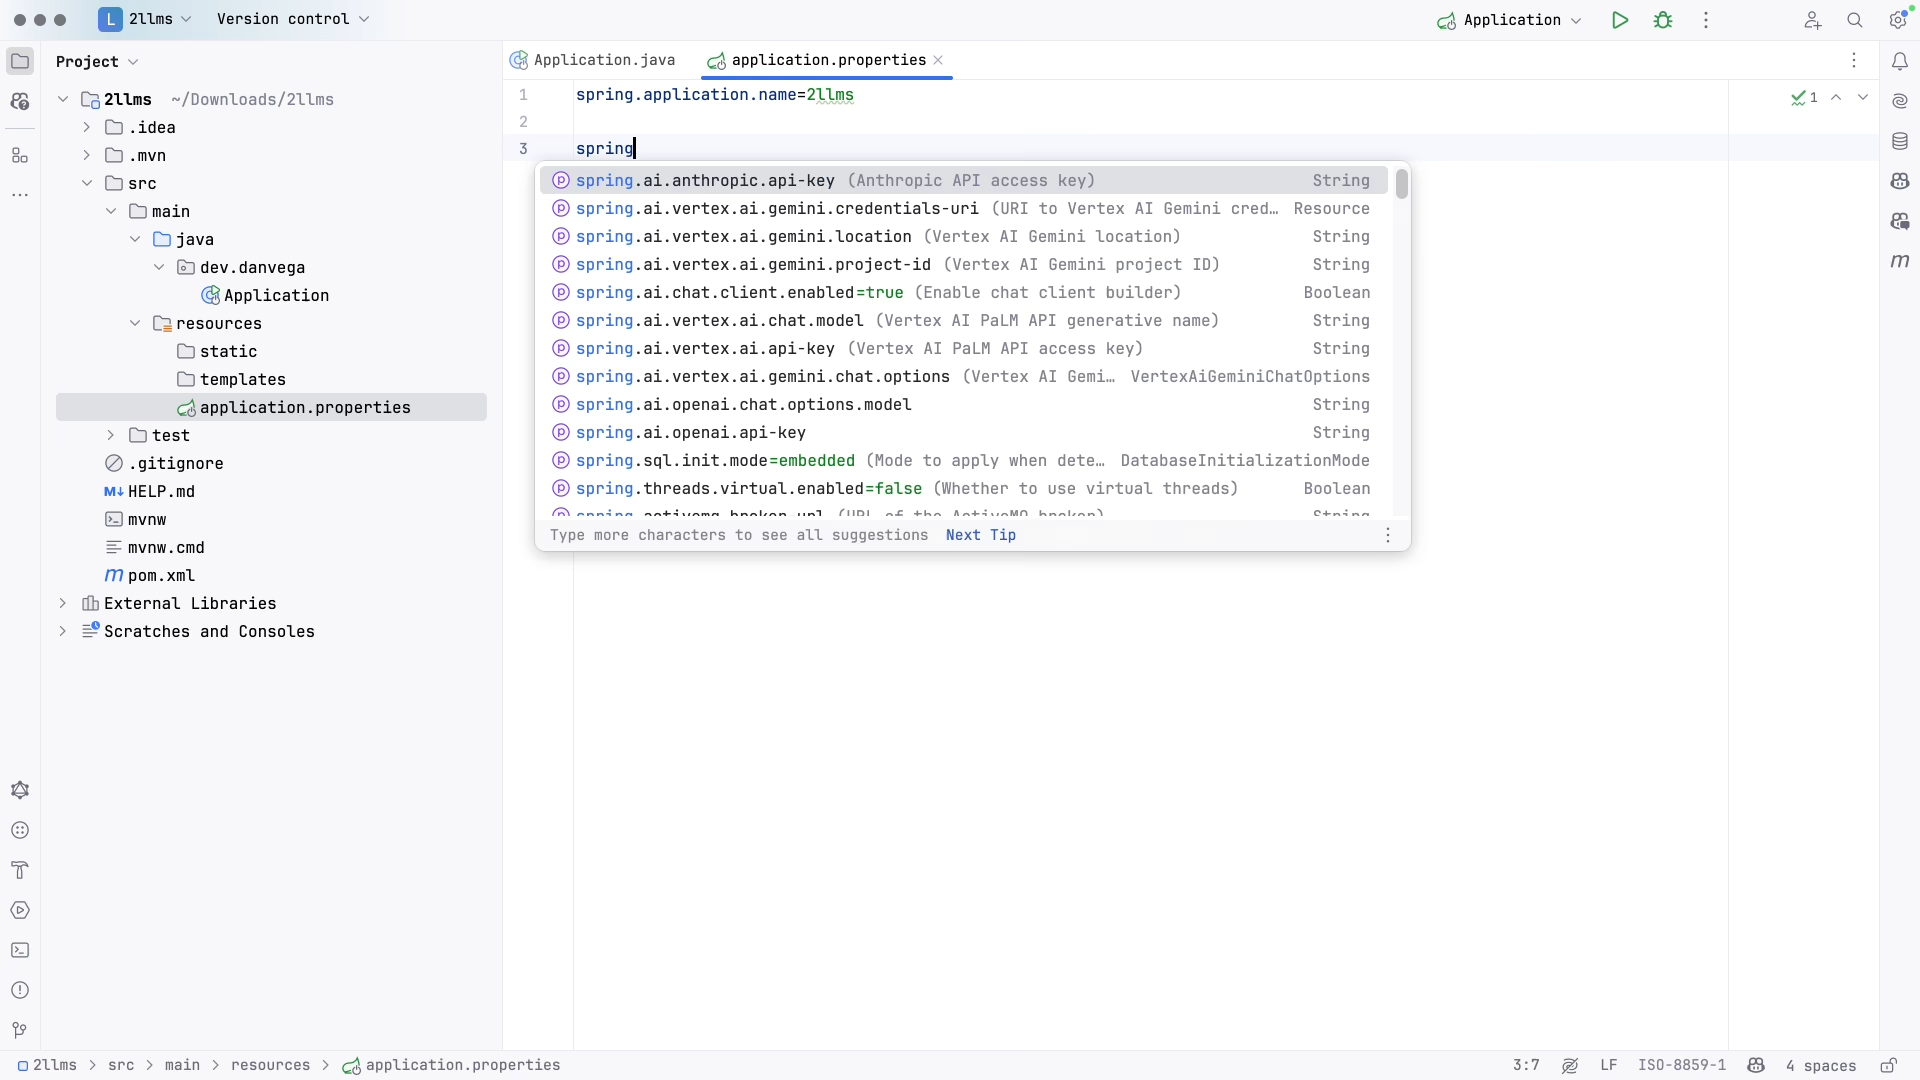 L 2llms Version control Application
Project
Application.java application.properties
2llms ~/Downloads/2llms
.idea
.mvn
src
main
java
dev.danvega
Application
resources
static
templates
application.properties
test
.gitignore
M↓ HELP.md
mvnw
mvnw.cmd
m pom.xml
External Libraries
Scratches and Consoles
1 spring.application.name=2llms
2
3 spring
1
p spring.ai.anthropic.api-key (Anthropic API access key) String
p spring.ai.vertex.ai.gemini.credentials-uri (URI to Vertex AI Gemini cred… Resource
p spring.ai.vertex.ai.gemini.location (Vertex AI Gemini location) String
p spring.ai.vertex.ai.gemini.project-id (Vertex AI Gemini project ID) String
p spring.ai.chat.client.enabled=true (Enable chat client builder) Boolean
p spring.ai.vertex.ai.chat.model (Vertex AI PaLM API generative name) String
p spring.ai.vertex.ai.api-key (Vertex AI PaLM API access key) String
p spring.ai.vertex.ai.gemini.chat.options (Vertex AI Gemi… VertexAiGeminiChatOptions
p spring.ai.openai.chat.options.model String
p spring.ai.openai.api-key String
p spring.sql.init.mode=embedded (Mode to apply when dete… DatabaseInitializationMode
p spring.threads.virtual.enabled=false (Whether to use virtual threads) Boolean
p spring.activemq.broker-url (URL of the ActiveMQ broker) String
Type more characters to see all suggestions Next Tip
m
2llms > src > main > resources > application.properties
3:7 LF ISO-8859-1 4 spaces